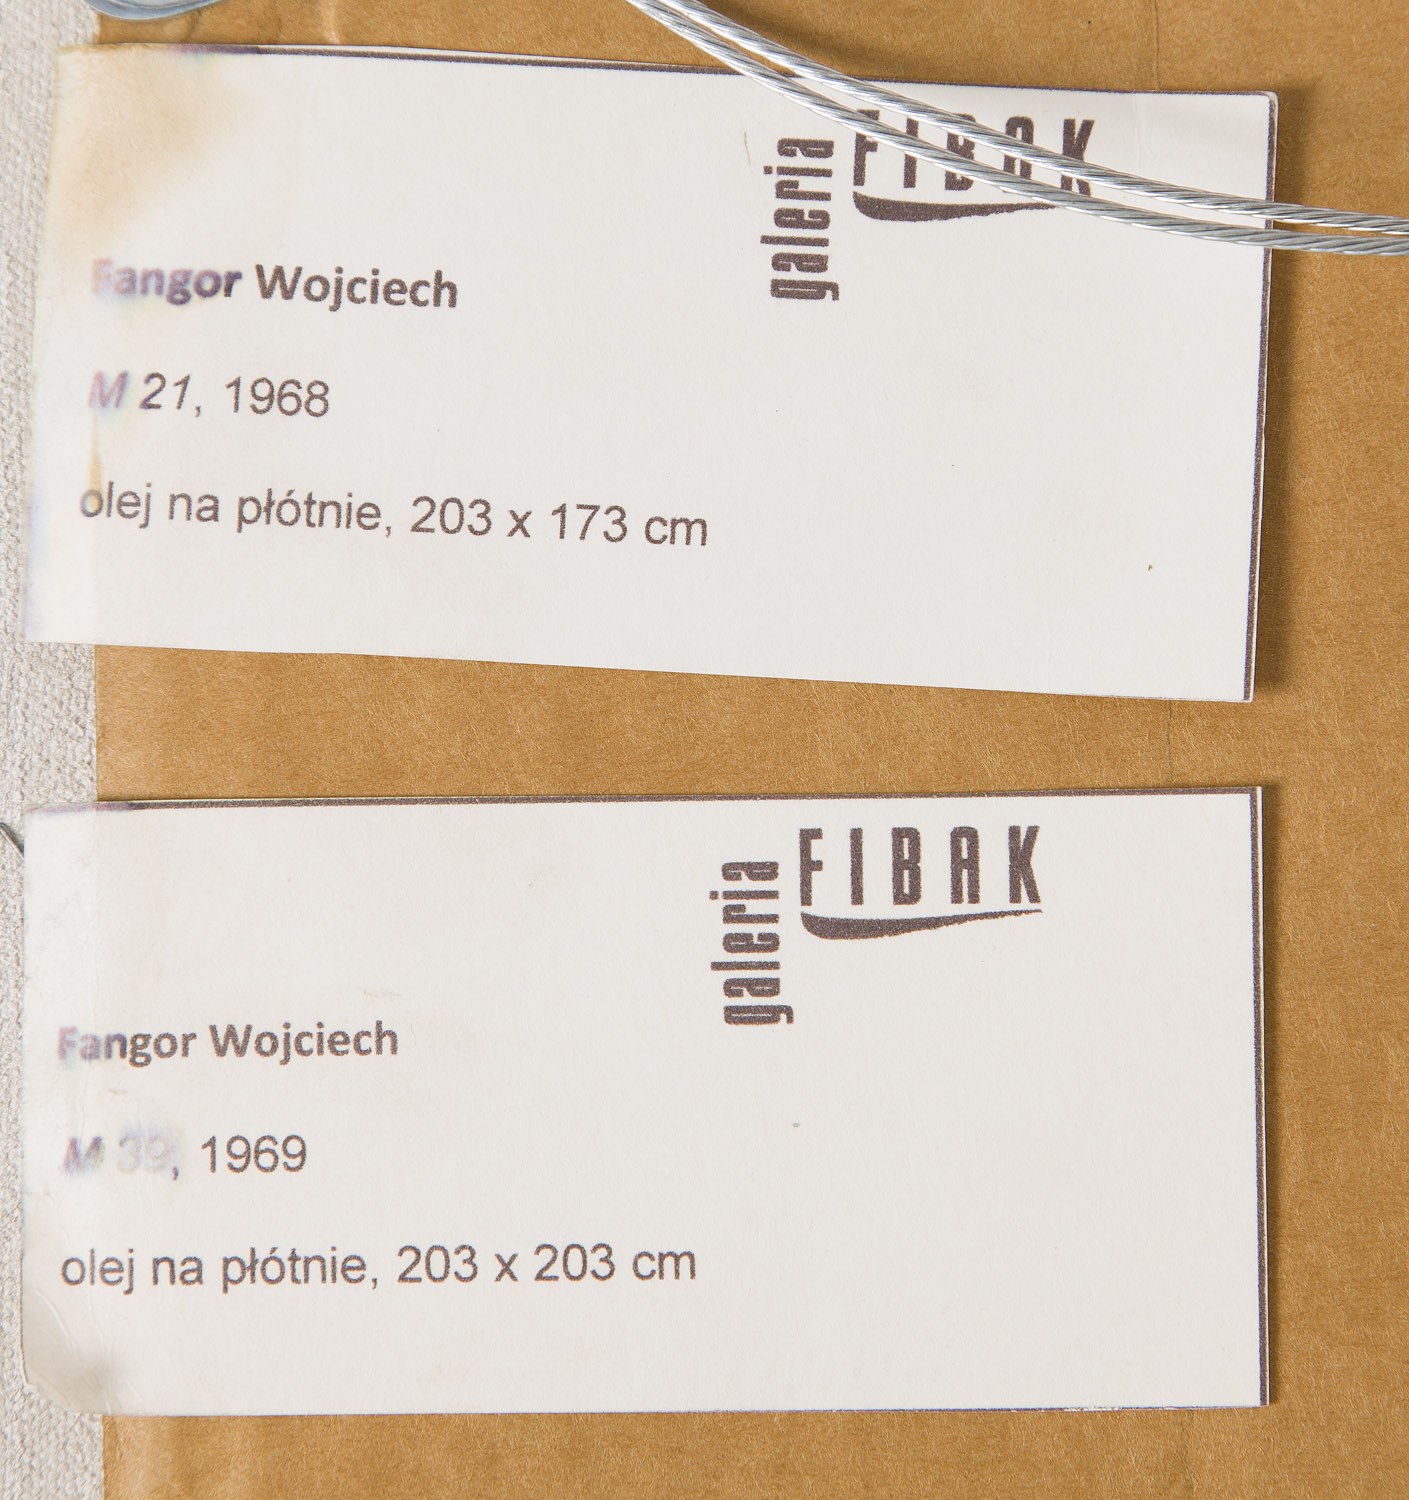 galeria FIBAK
Fangor Wojciech
M 21, 1968
olej na płótnie, 203 x 173 cm
galeria FIBAK
Fangor Wojciech
M 39, 1969
olej na płótnie, 203 x 203 cm